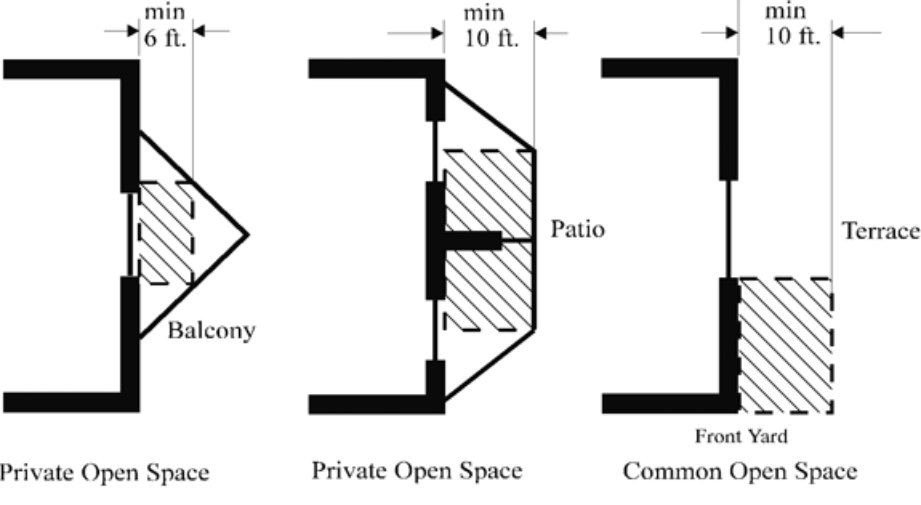 min
6 ft.
min
10 ft.
min
10 ft.
Balcony
Patio
Terrace
Front Yard
Private Open Space
Private Open Space
Common Open Space